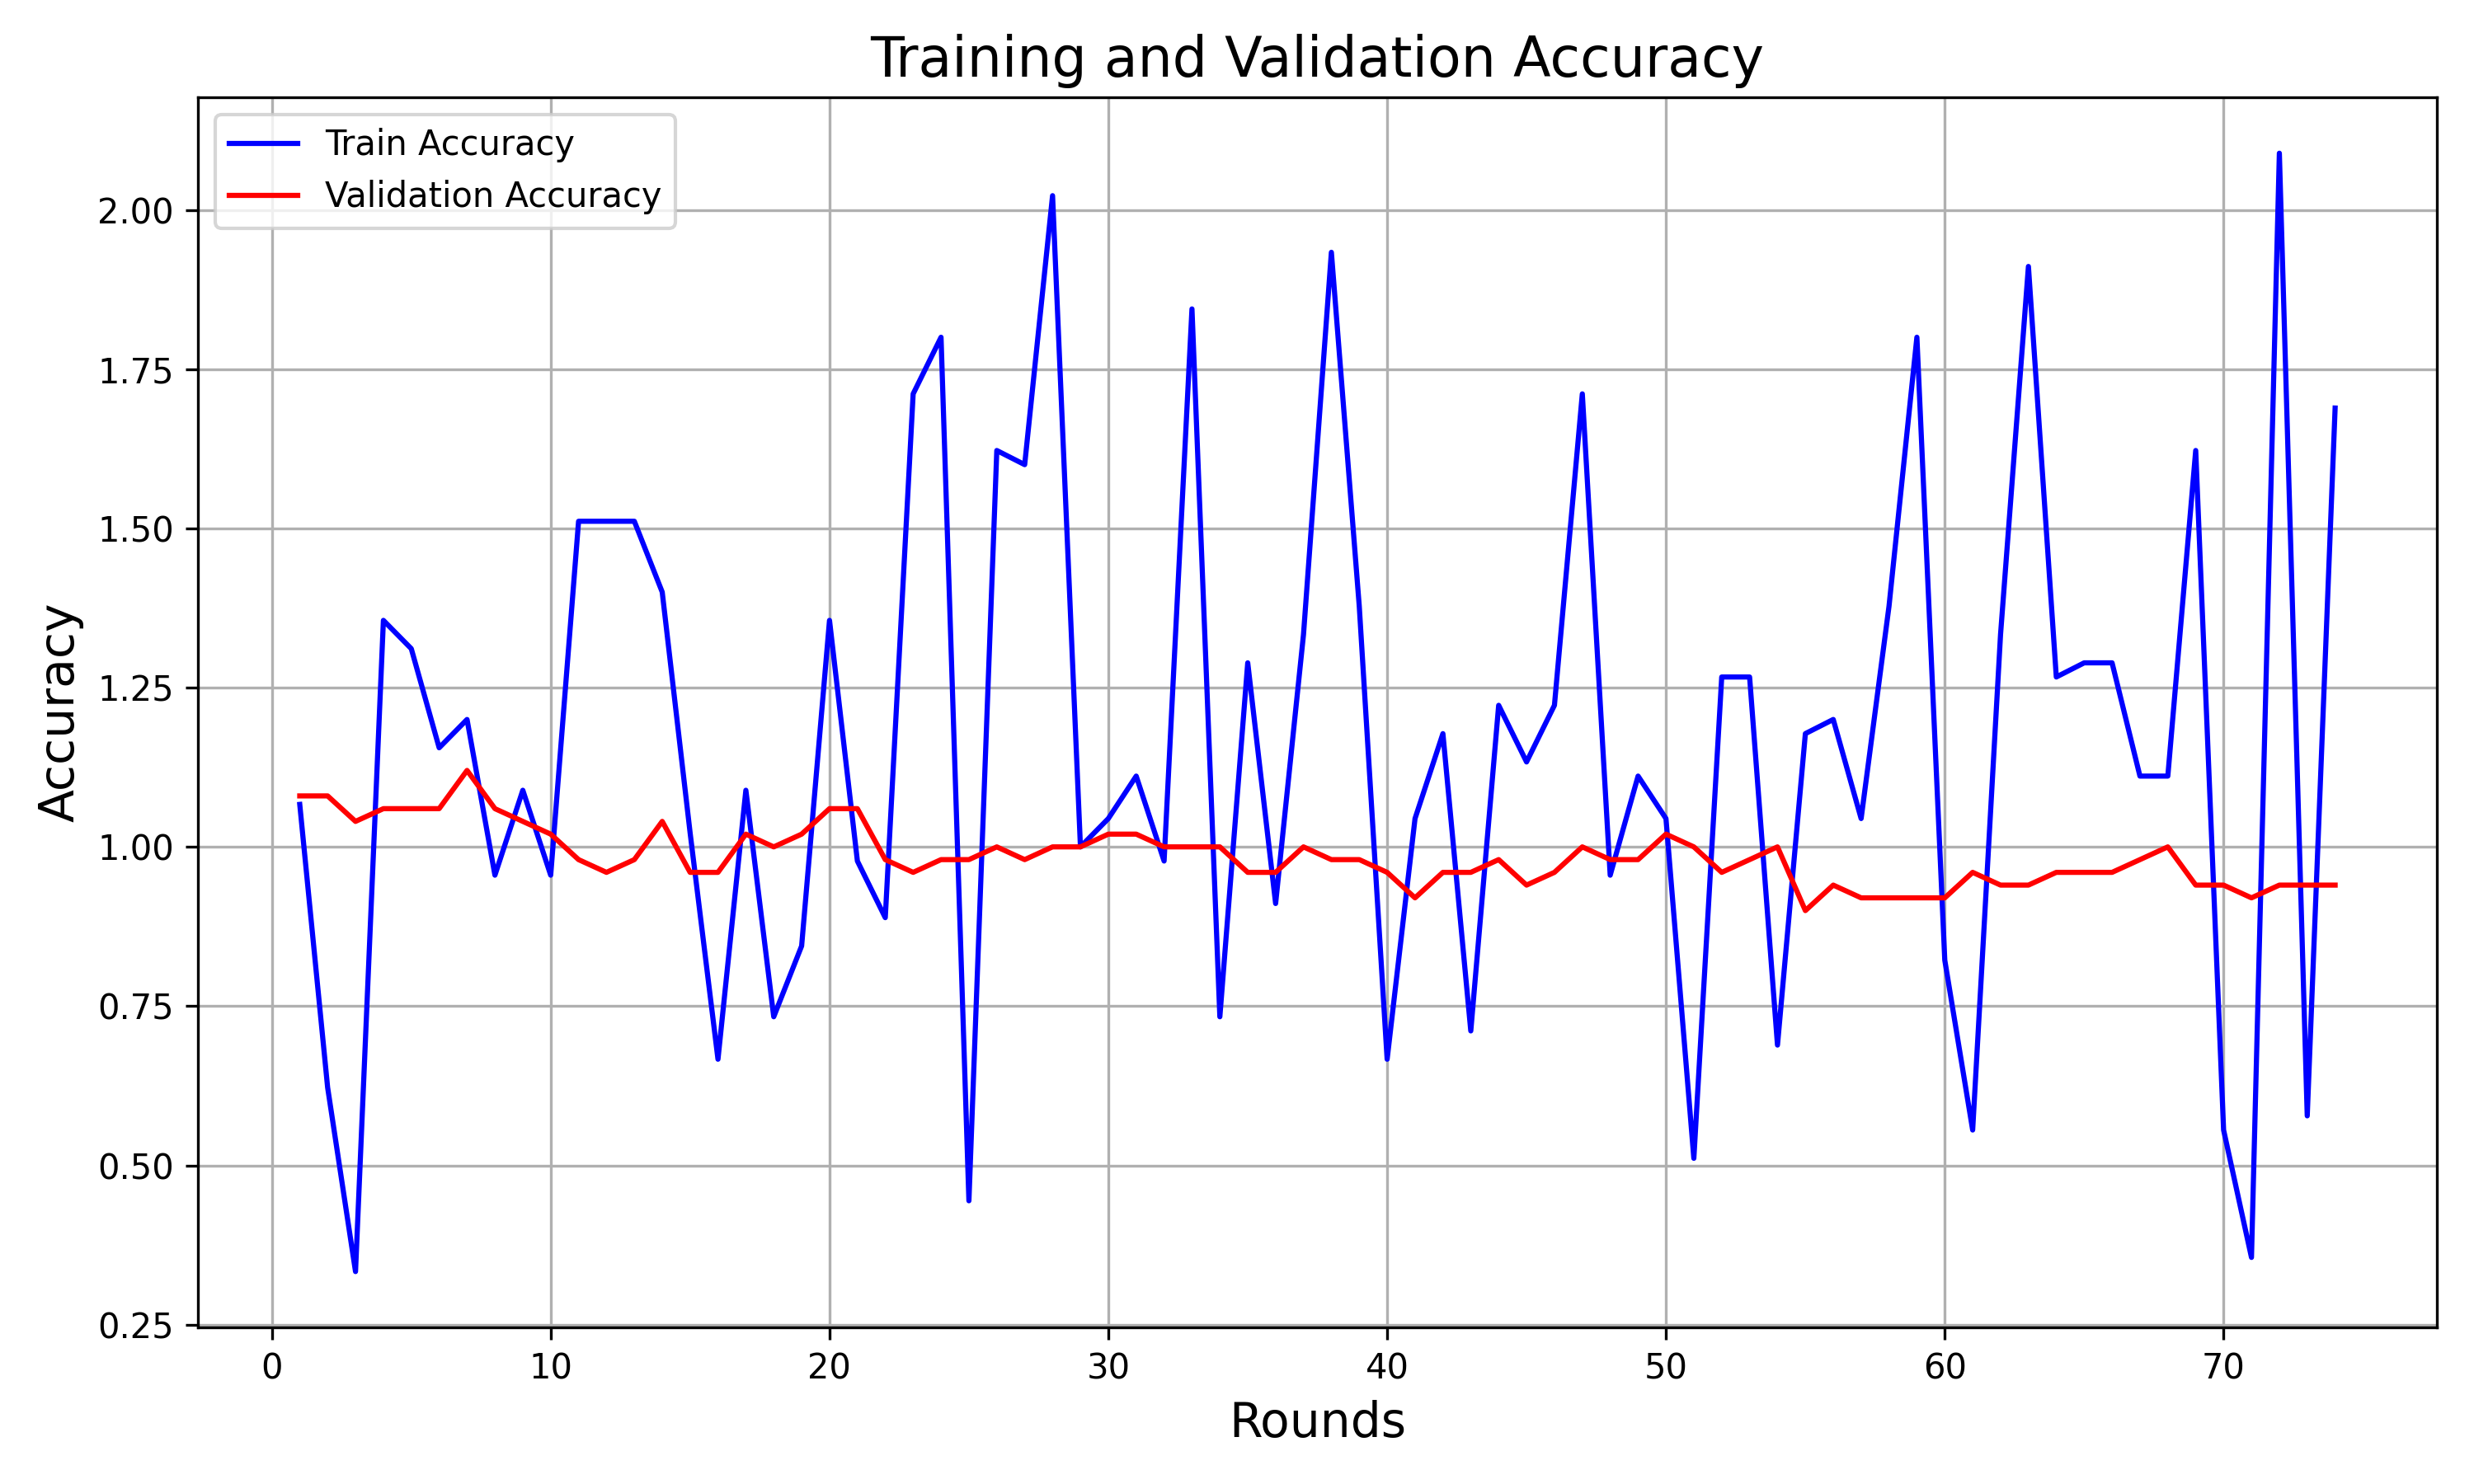 Training and Validation Accuracy
Train Accuracy
Validation Accuracy
2.00
1.75
1.50
1.25
1.00
0.75
0.50
0.25
Accuracy
0 10 20 30 40 50 60 70
Rounds